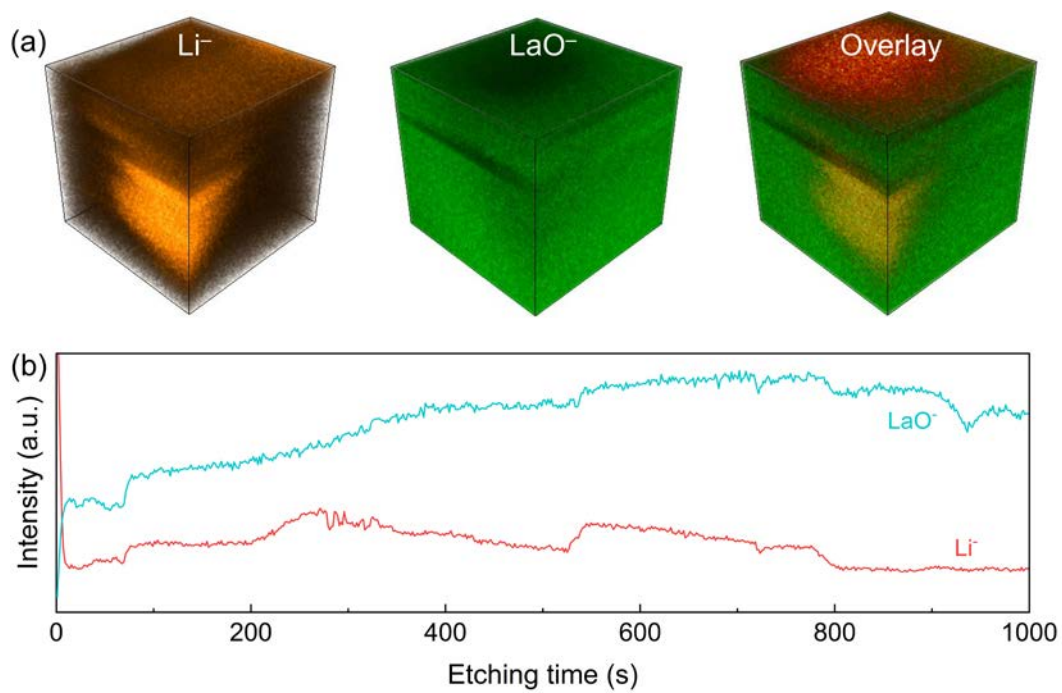 (a)
Li⁻
LaO⁻
Overlay
(b)
Intensity (a.u.)
LaO⁻
Li⁻
0
200
400
600
800
1000
Etching time (s)